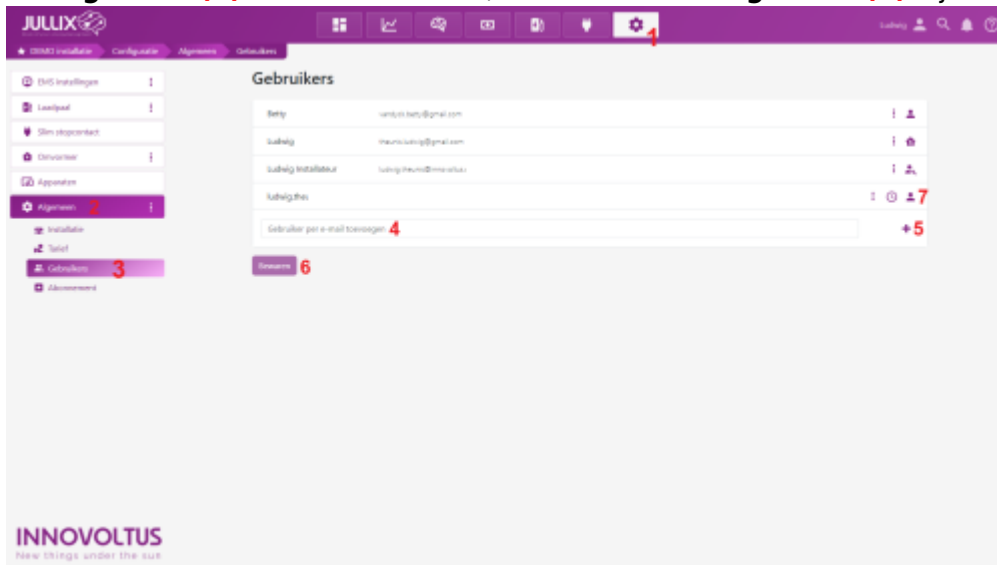 JULLIX
1
Ludwig
DEMO installatie Configuratie Algemeen Gebruikers
EMS Instellingen
Laadpaal
Slim stopcontact
Omvormer
Apparaten
Algemeen 2
Installatie
Tarief
Gebruikers 3
Abonnement
Gebruikers
Betty
Ludwig
Ludwig Installateur
ludwig.theu
7
Gebruiker per e-mail toevoegen 4
5
Bewaren 6
INNOVOLTUS
New things under the sun